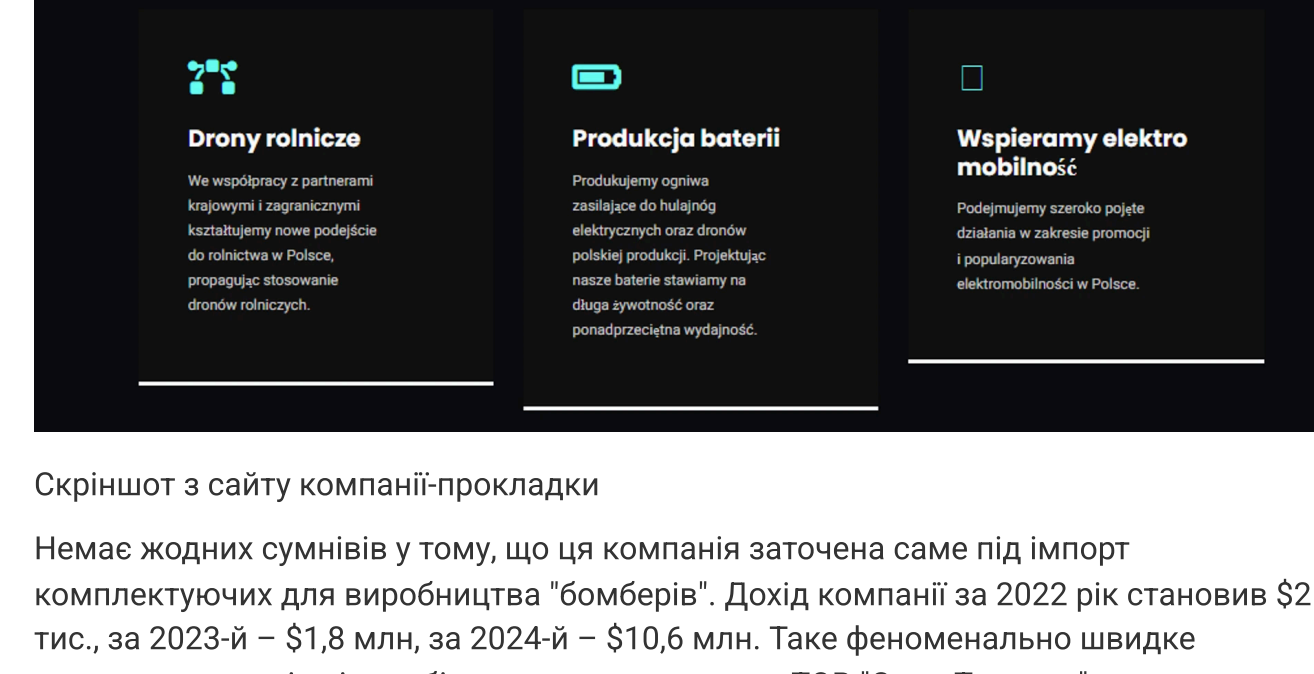 Drony rolnicze
We współpracy z partnerami
krajowymi i zagranicznymi
kształtujemy nowe podejście
do rolnictwa w Polsce,
propagując stosowanie
dronów rolniczych.
Produkcja baterii
Produkujemy ogniwa
zasilające do hulajnóg
elektrycznych oraz dronów
polskiej produkcji. Projektując
nasze baterie stawiamy na
długa żywotność oraz
ponadprzeciętna wydajność.
Wspieramy elektro
mobilność
Podejmujemy szeroko pojęte
działania w zakresie promocji
i popularyzowania
elektromobilności w Polsce.
Скріншот з сайту компанії-прокладки
Немає жодних сумнівів у тому, що ця компанія заточена саме під імпорт
комплектуючих для виробництва "бомберів". Дохід компанії за 2022 рік становив $2
тис., за 2023-й – $1,8 млн, за 2024-й – $10,6 млн. Таке феноменально швидке